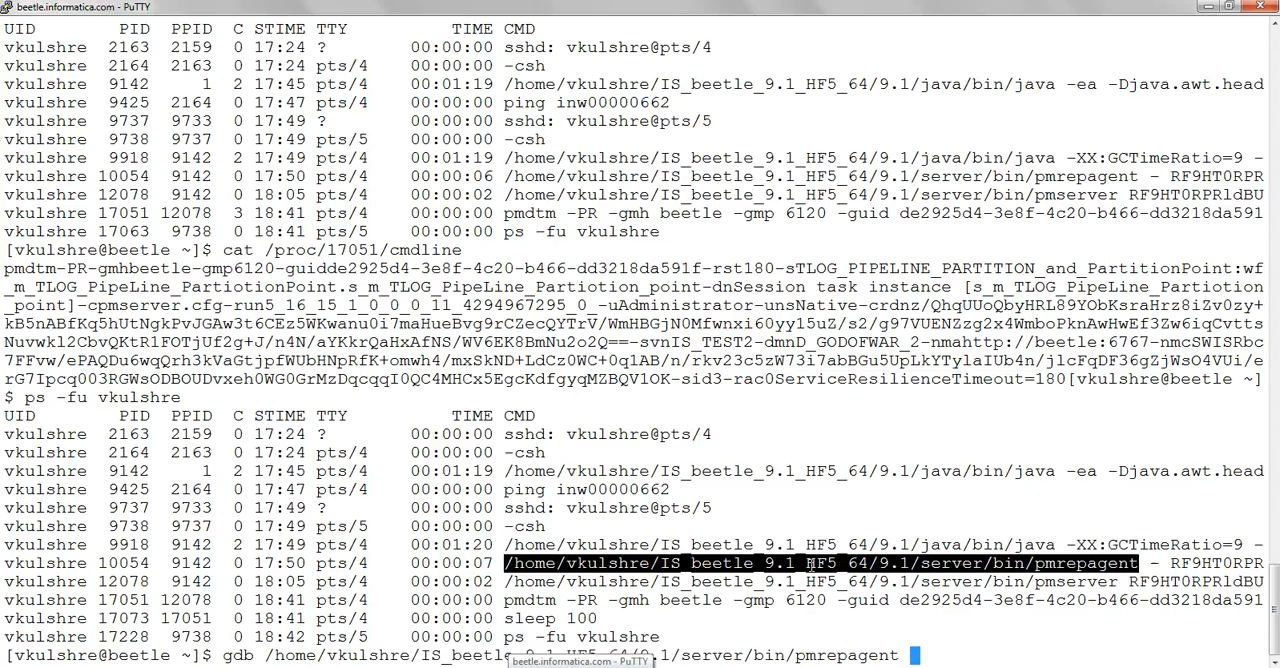 beetle.informatica.com - PuTTY
UID        PID  PPID  C STIME TTY          TIME CMD
vkulshre  2163  2159  0 17:24 ?        00:00:00 sshd: vkulshre@pts/4
vkulshre  2164  2163  0 17:24 pts/4    00:00:00 -csh
vkulshre  9142     1  2 17:45 pts/4    00:01:19 /home/vkulshre/IS_beetle_9.1_HF5_64/9.1/java/bin/java -ea -Djava.awt.head
vkulshre  9425  2164  0 17:47 pts/4    00:00:00 ping inw00000662
vkulshre  9737  9733  0 17:49 ?        00:00:00 sshd: vkulshre@pts/5
vkulshre  9738  9737  0 17:49 pts/5    00:00:00 -csh
vkulshre  9918  9142  2 17:49 pts/4    00:01:19 /home/vkulshre/IS_beetle_9.1_HF5_64/9.1/java/bin/java -XX:GCTimeRatio=9 -
vkulshre 10054  9142  0 17:50 pts/4    00:00:06 /home/vkulshre/IS_beetle_9.1_HF5_64/9.1/server/bin/pmrepagent - RF9HT0RPR
vkulshre 12078  9142  0 18:05 pts/4    00:00:02 /home/vkulshre/IS_beetle_9.1_HF5_64/9.1/server/bin/pmserver RF9HT0RPRldBU
vkulshre 17051 12078  3 18:41 pts/4    00:00:00 pmdtm -PR -gmh beetle -gmp 6120 -guid de2925d4-3e8f-4c20-b466-dd3218da591
vkulshre 17063  9738  0 18:41 pts/5    00:00:00 ps -fu vkulshre
[vkulshre@beetle ~]$ cat /proc/17051/cmdline
pmdtm-PR-gmhbeetle-gmp6120-guidde2925d4-3e8f-4c20-b466-dd3218da591f-rst180-sTLOG_PIPELINE_PARTITION_and_PartitionPoint:wf
_m_TLOG_PipeLine_PartiotionPoint.s_m_TLOG_PipeLine_Partiotion_point-dnSession task instance [s_m_TLOG_PipeLine_Partiotion
_point]-cpmserver.cfg-run5_16_15_1_0_0_0_11_4294967295_0_-uAdministrator-unsNative-crdnz/QhqUUoQbyHRL89YObKsraHrz8iZv0zy+
kB5nABfKq5hUtNgkPvJGAw3t6CEz5WKwanu0i7maHueBvg9rCZecQYTrV/WmHBGjN0Mfwnxi60yy15uZ/s2/g97VUENZzg2x4WmboPknAwHwEf3Zw6iqCvtts
Nuvwkl2CbvQKtRlFOTjUf2g+J/n4N/aYKkrQaHxAfNS/WV6EK8BmNu2o2Q==-svnIS_TEST2-dmnD_GODOFWAR_2-nmahttp://beetle:6767-nmcSWISRbc
7FFvw/ePAQDu6wqQrh3kVaGtjpfWUbHNpRfK+omwh4/mxSkND+LdCz0WC+0q1AB/n/rkv23c5zW73i7abBGu5UpLkYTylaIUb4n/jlcFqDF36gZjWsO4VUi/e
rG7Ipcq003RGWsODBOUDvxeh0WG0GrMzDqcqqI0QC4MHCx5EgcKdfgyqMZBQVlOK-sid3-rac0ServiceResilienceTimeout=180[vkulshre@beetle ~]
$ ps -fu vkulshre
UID        PID  PPID  C STIME TTY          TIME CMD
vkulshre  2163  2159  0 17:24 ?        00:00:00 sshd: vkulshre@pts/4
vkulshre  2164  2163  0 17:24 pts/4    00:00:00 -csh
vkulshre  9142     1  2 17:45 pts/4    00:01:19 /home/vkulshre/IS_beetle_9.1_HF5_64/9.1/java/bin/java -ea -Djava.awt.head
vkulshre  9425  2164  0 17:47 pts/4    00:00:00 ping inw00000662
vkulshre  9737  9733  0 17:49 ?        00:00:00 sshd: vkulshre@pts/5
vkulshre  9738  9737  0 17:49 pts/5    00:00:00 -csh
vkulshre  9918  9142  2 17:49 pts/4    00:01:20 /home/vkulshre/IS_beetle_9.1_HF5_64/9.1/java/bin/java -XX:GCTimeRatio=9 -
vkulshre 10054  9142  0 17:50 pts/4    00:00:07 /home/vkulshre/IS_beetle_9.1_HF5_64/9.1/server/bin/pmrepagent - RF9HT0RPR
vkulshre 12078  9142  0 18:05 pts/4    00:00:02 /home/vkulshre/IS_beetle_9.1_HF5_64/9.1/server/bin/pmserver RF9HT0RPRldBU
vkulshre 17051 12078  0 18:41 pts/4    00:00:00 pmdtm -PR -gmh beetle -gmp 6120 -guid de2925d4-3e8f-4c20-b466-dd3218da591
vkulshre 17073 17051  0 18:41 pts/4    00:00:00 sleep 100
vkulshre 17228  9738  0 18:42 pts/5    00:00:00 ps -fu vkulshre
[vkulshre@beetle ~]$ gdb /home/vkulshre/IS_beetle_9.1/server/bin/pmrepagent
beetle.informatica.com - PuTTY